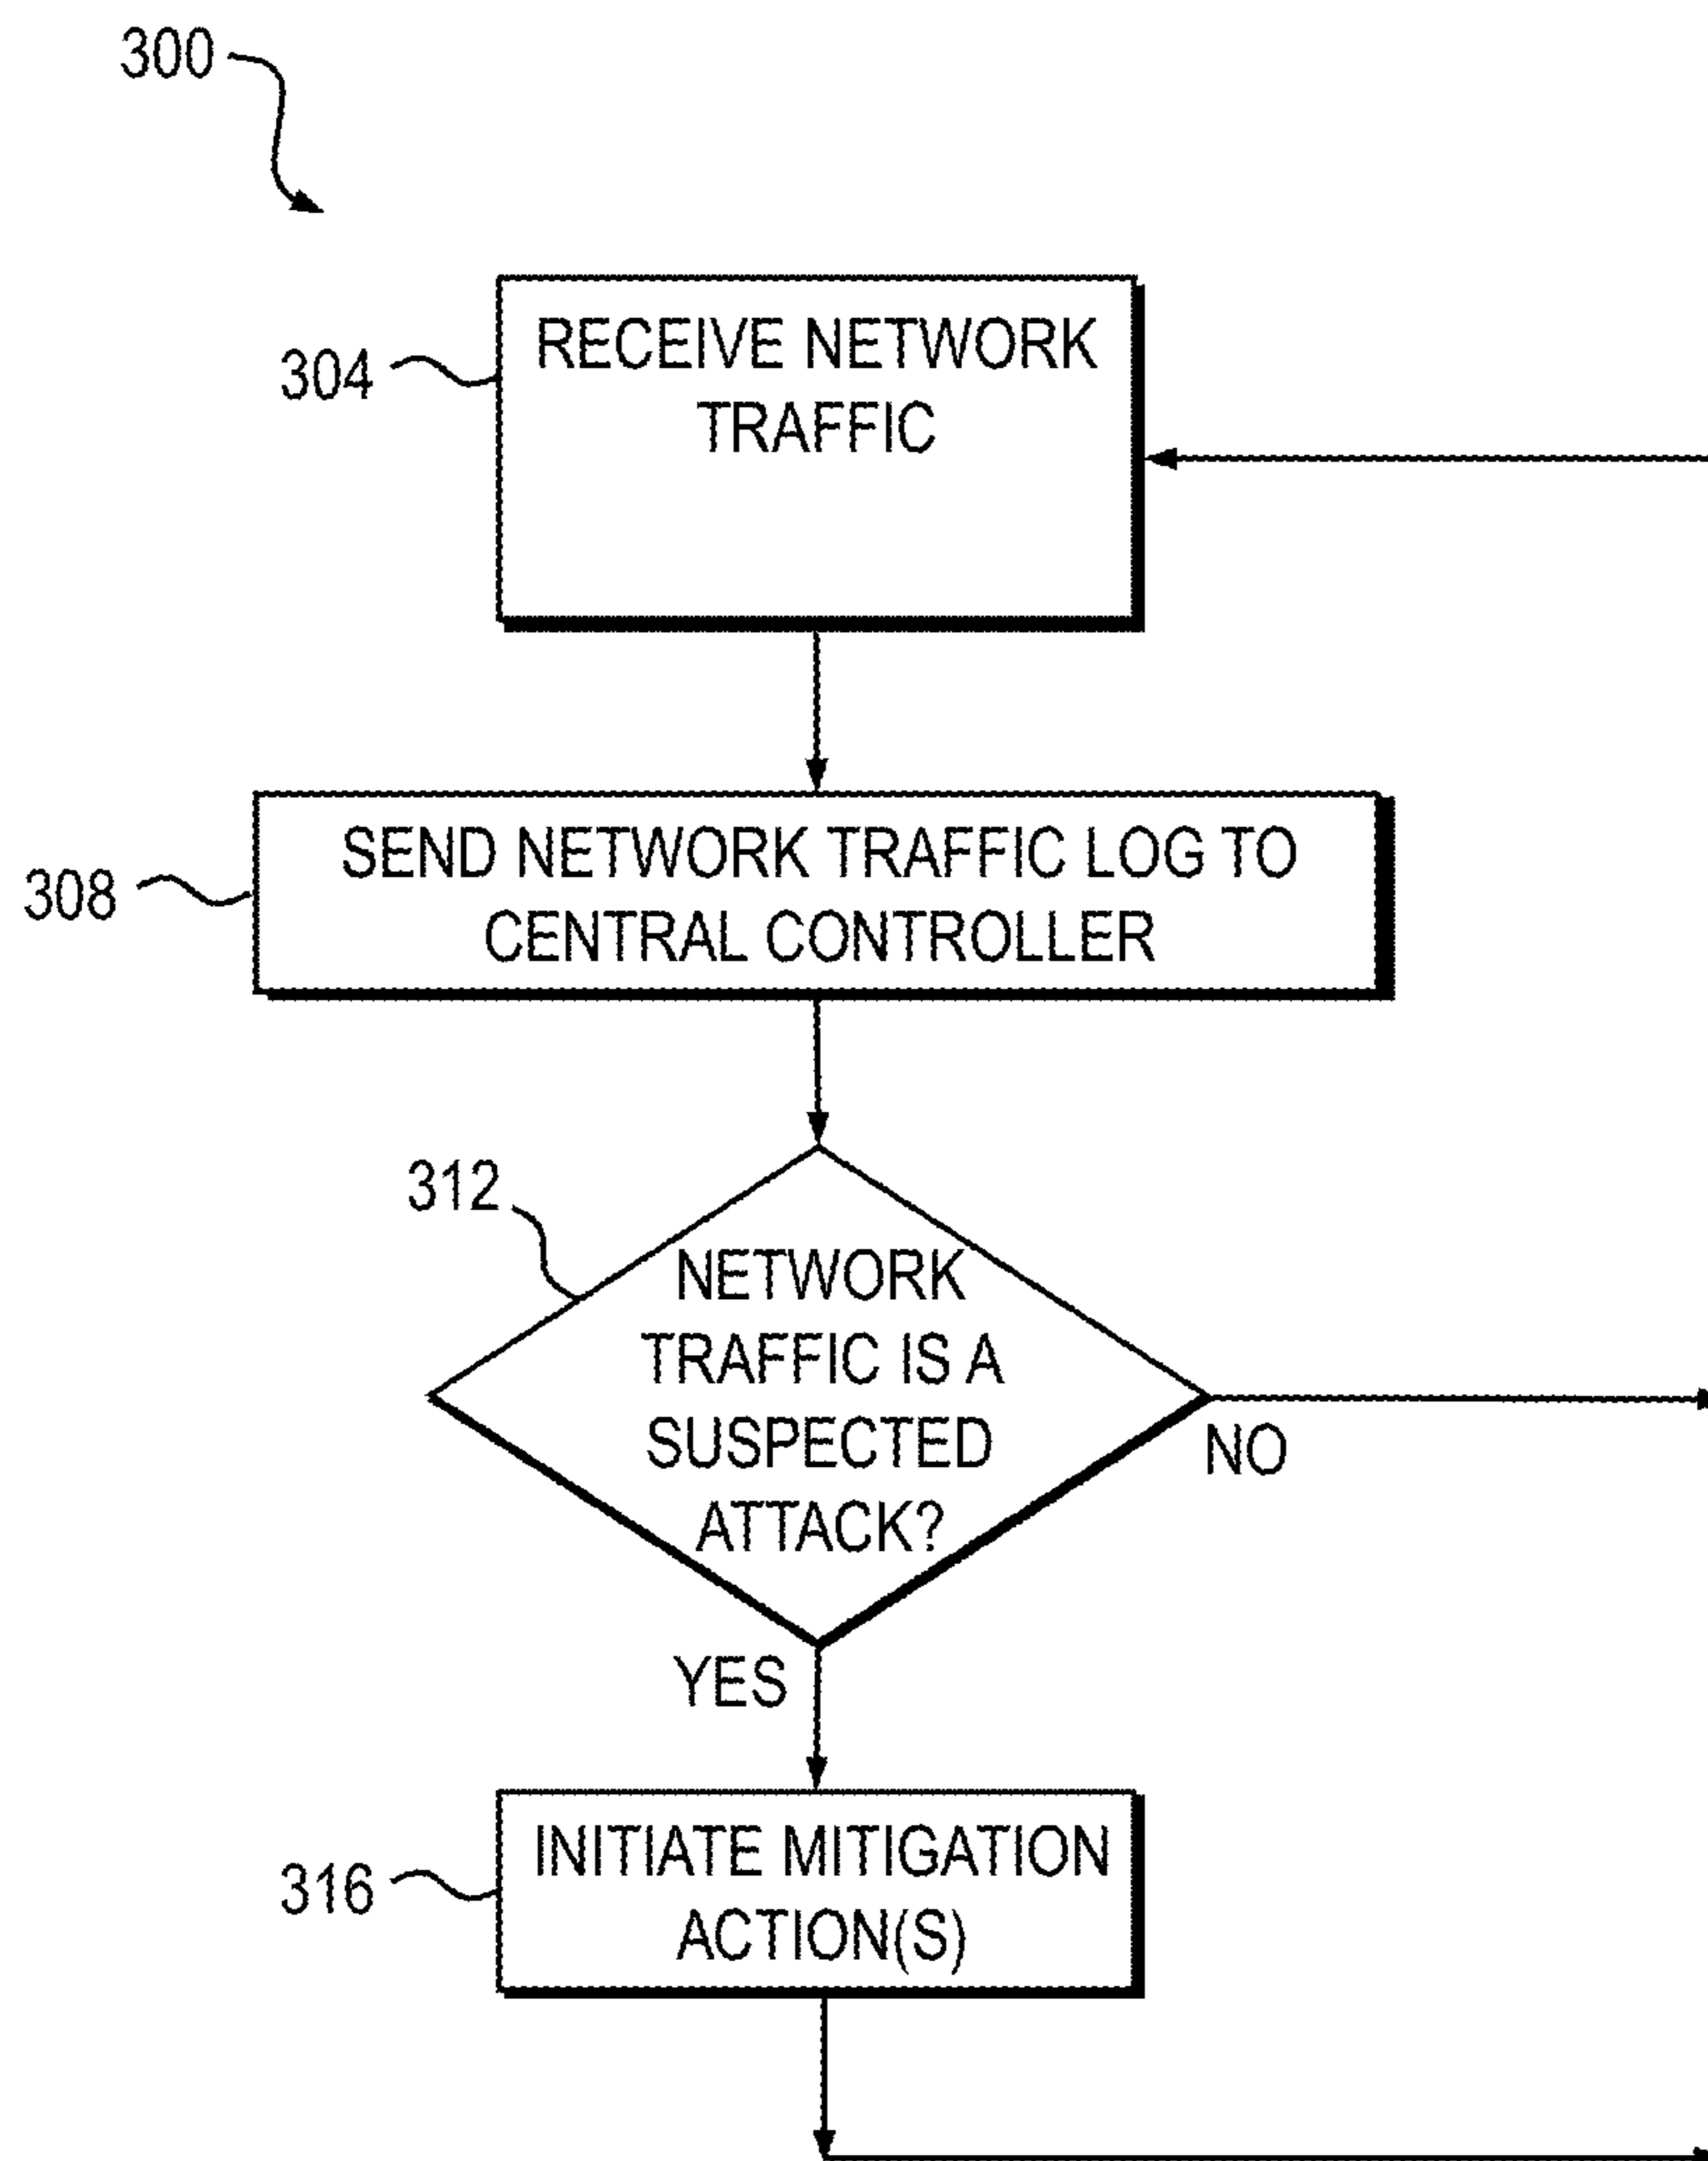 300
304
RECEIVE NETWORK
TRAFFIC
308
SEND NETWORK TRAFFIC LOG TO
CENTRAL CONTROLLER
312
NETWORK
TRAFFIC IS A
SUSPECTED
ATTACK?
NO
YES
316
INITIATE MITIGATION
ACTION(S)